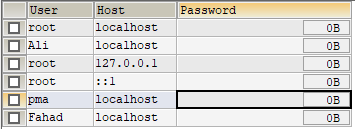 User Host Password
root localhost 0B
Ali localhost 0B
root 127.0.0.1 0B
root ::1 0B
pma localhost 0B
Fahad localhost 0B